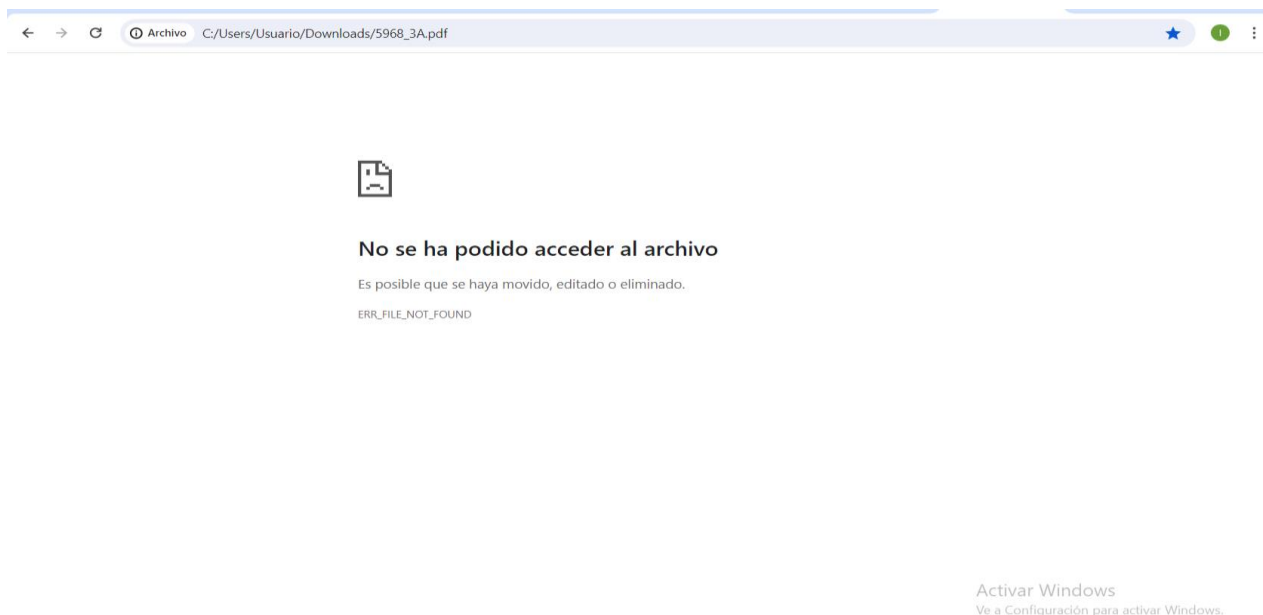 Archivo C:/Users/Usuario/Downloads/5968_3A.pdf
No se ha podido acceder al archivo
Es posible que se haya movido, editado o eliminado.
ERR_FILE_NOT_FOUND
Activar Windows
Ve a Configuración para activar Windows.